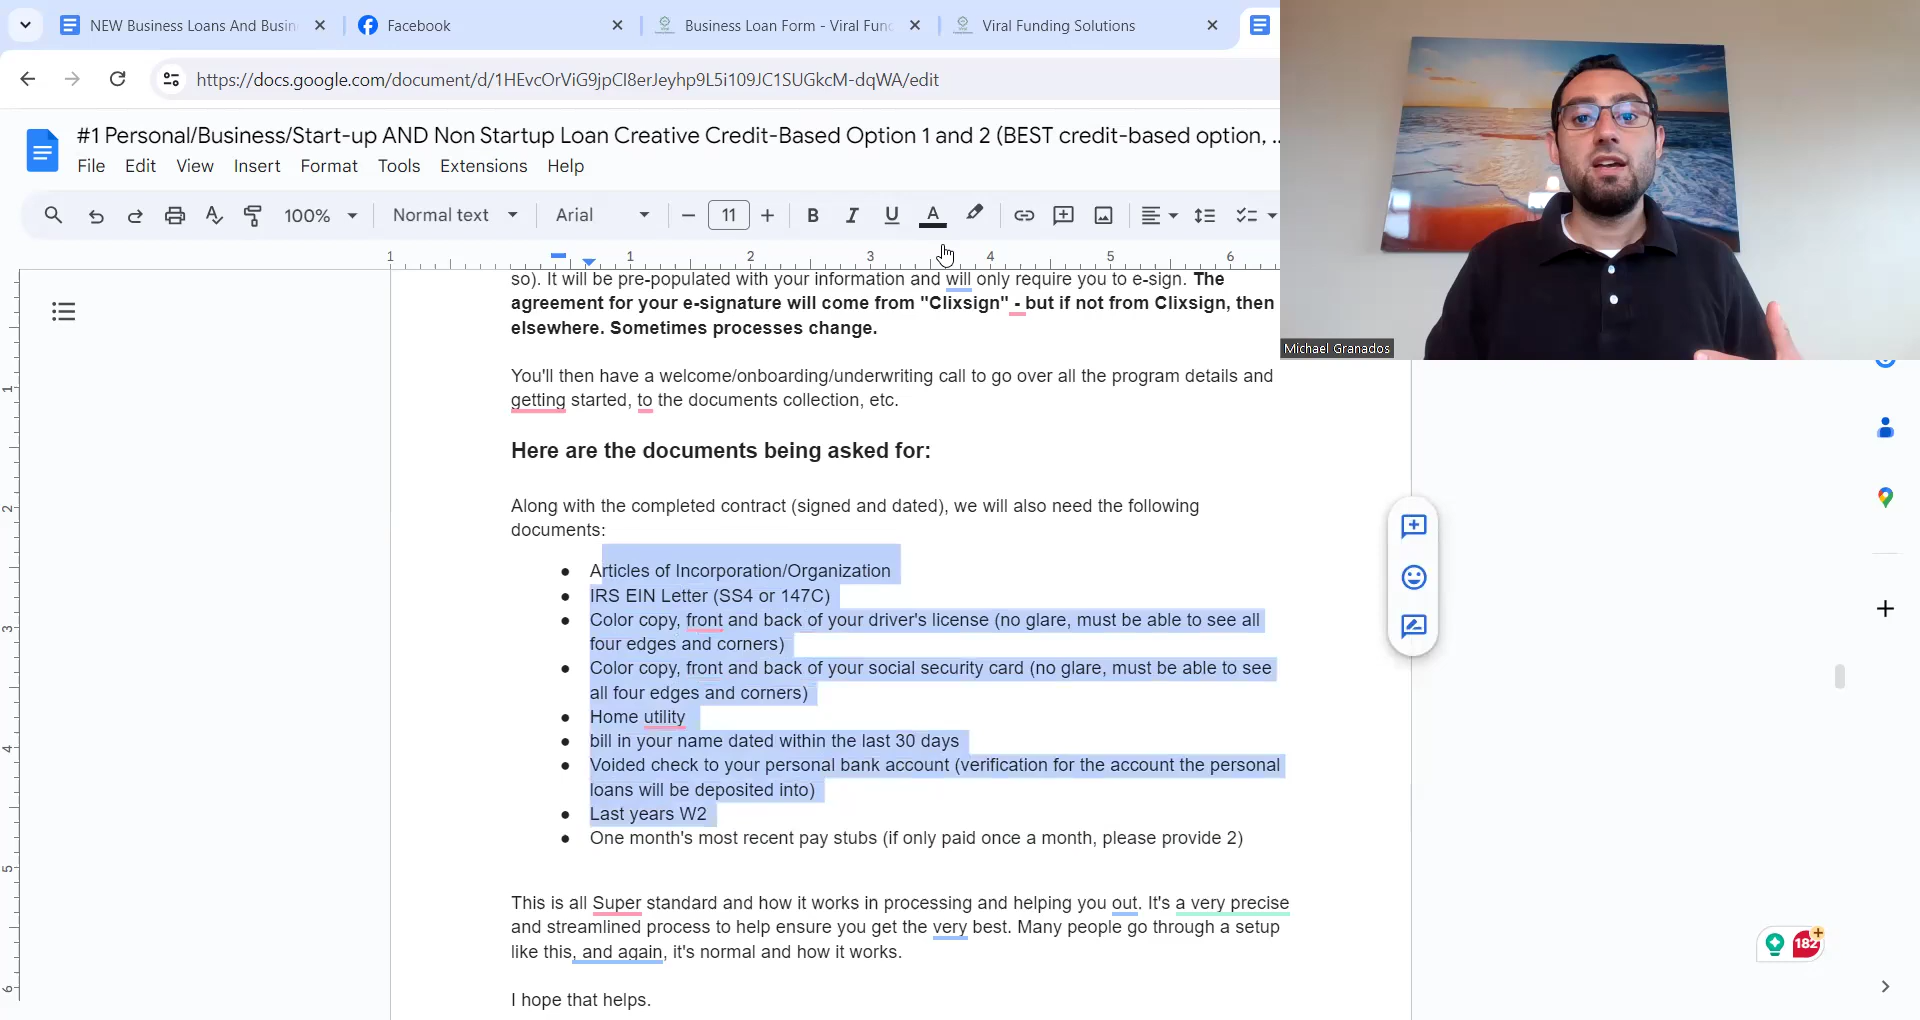 NEW Business Loans And Busin
Facebook
Business Loan Form - Viral Func
Viral Funding Solutions
https://docs.google.com/document/d/1HEvcOrViG9jpCl8erJeyhp9L5i109JC1SUGkcM-dqWA/edit
#1 Personal/Business/Start-up AND Non Startup Loan Creative Credit-Based Option 1 and 2 (BEST credit-based option, ...
File Edit View Insert Format Tools Extensions Help
100% Normal text Arial 11 B I U A
1 1 2 3 4 5 6
so). It will be pre-populated with your information and will only require you to e-sign. The
agreement for your e-signature will come from "Clixsign" - but if not from Clixsign, then
elsewhere. Sometimes processes change.
Michael Granados
You'll then have a welcome/onboarding/underwriting call to go over all the program details and
getting started, to the documents collection, etc.
Here are the documents being asked for:
Along with the completed contract (signed and dated), we will also need the following
documents:
● Articles of Incorporation/Organization
● IRS EIN Letter (SS4 or 147C)
● Color copy, front and back of your driver's license (no glare, must be able to see all
four edges and corners)
● Color copy, front and back of your social security card (no glare, must be able to see
all four edges and corners)
● Home utility
● bill in your name dated within the last 30 days
● Voided check to your personal bank account (verification for the account the personal
loans will be deposited into)
● Last years W2
● One month's most recent pay stubs (if only paid once a month, please provide 2)
This is all Super standard and how it works in processing and helping you out. It's a very precise
and streamlined process to help ensure you get the very best. Many people go through a setup
like this, and again, it's normal and how it works.
I hope that helps.
182
1
2
3
4
5
6